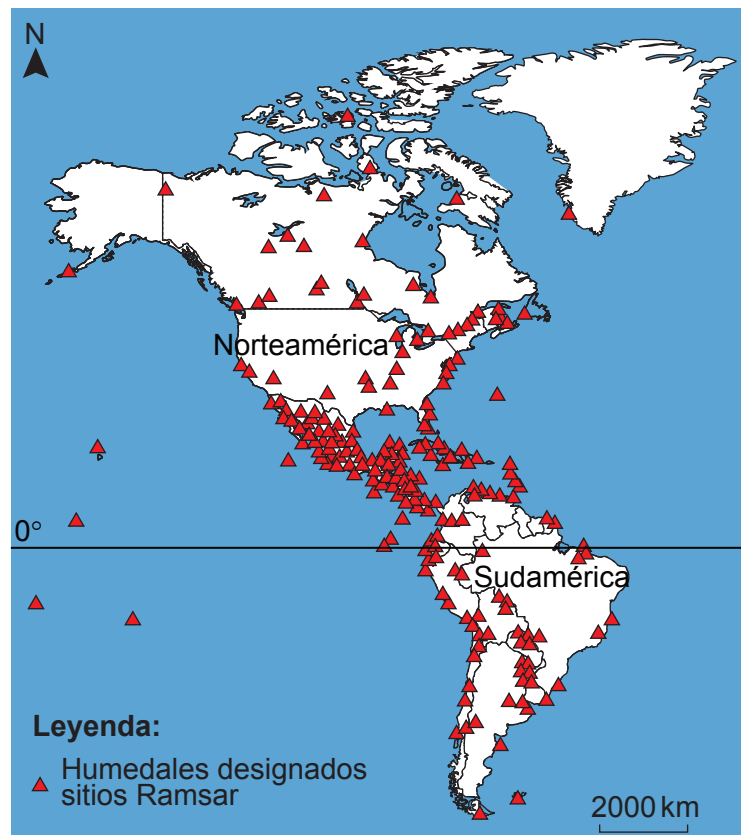 N
Norteamérica
0°
Sudamérica
Leyenda:
Humedales designados
sitios Ramsar
2000 km